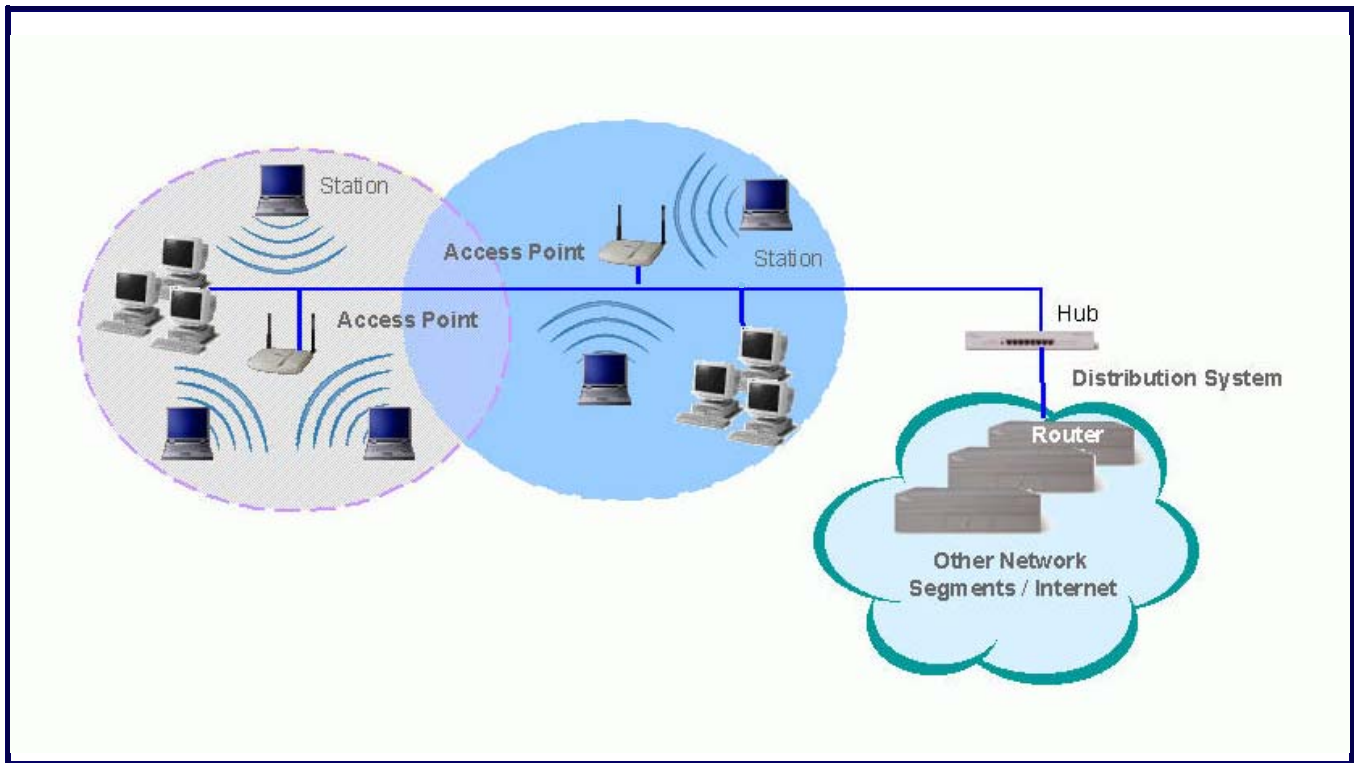 Station
Access Point
Station
Access Point
Hub
Distribution System
Router
Other Network
Segments / Internet